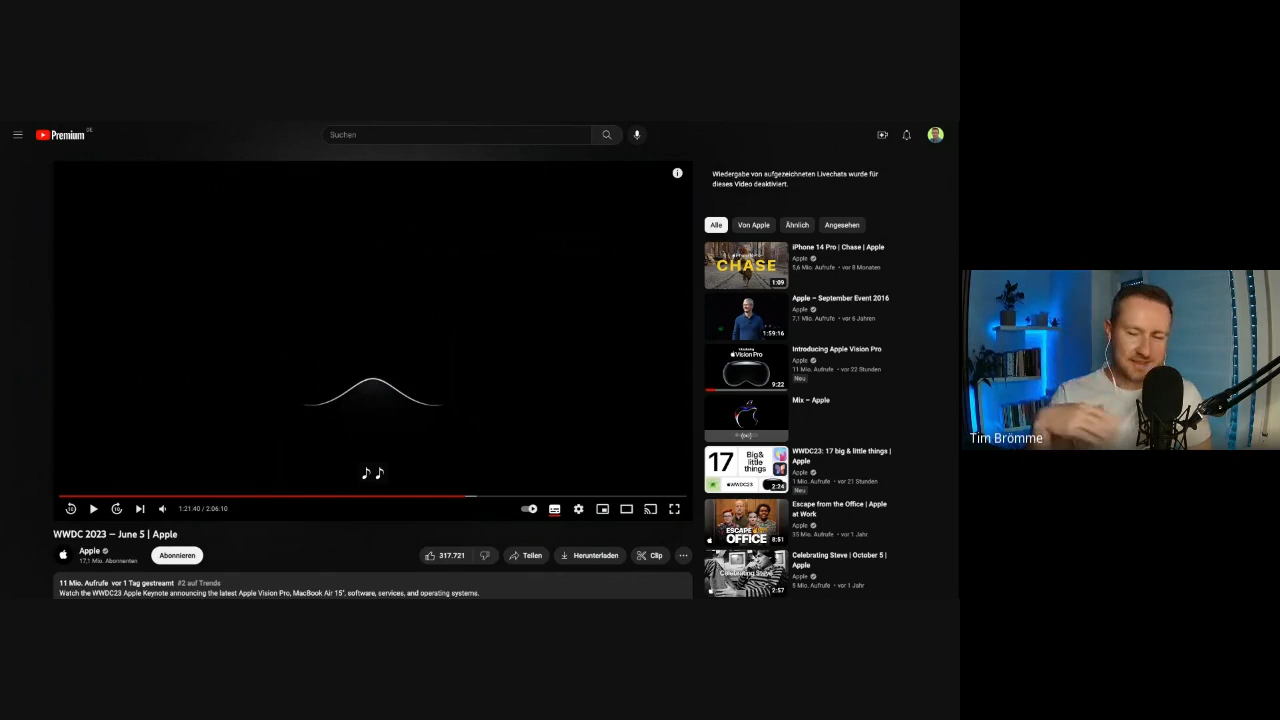 Premium DE
Suchen
Wiedergabe von aufgezeichneten Livechats wurde für
dieses Video deaktiviert.
Alle
Von Apple
Ähnlich
Angesehen
CHASE
1:09
iPhone 14 Pro | Chase | Apple
Apple
5,6 Mio. Aufrufe • vor 8 Monaten
1:59:16
Apple – September Event 2016
Apple
7,1 Mio. Aufrufe • vor 6 Jahren
Vision Pro
9:22
Introducing Apple Vision Pro
Apple
11 Mio. Aufrufe • vor 22 Stunden
Neu
Mix – Apple
17
Big&
little
things
WWDC23
2:24
WWDC23: 17 big & little things |
Apple
Apple
1 Mio. Aufrufe • vor 21 Stunden
Neu
ESCAPE
OFFICE
8:51
Escape from the Office | Apple
at Work
Apple
35 Mio. Aufrufe • vor 1 Jahr
Celebrating Steve
2:57
Celebrating Steve | October 5 |
Apple
Apple
5 Mio. Aufrufe • vor 1 Jahr
1:21:40 / 2:06:10
WWDC 2023 – June 5 | Apple
Apple
17,1 Mio. Abonnenten
Abonnieren
317.721
Teilen
Herunterladen
Clip
11 Mio. Aufrufe vor 1 Tag gestreamt #2 auf Trends
Watch the WWDC23 Apple Keynote announcing the latest Apple Vision Pro, MacBook Air 15", software, services, and operating systems.
Tim Brömme